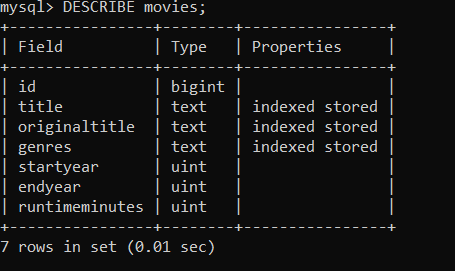 mysql> DESCRIBE movies;
+----------------+--------+----------------+
| Field          | Type   | Properties     |
+----------------+--------+----------------+
| id             | bigint |                |
| title          | text   | indexed stored |
| originaltitle  | text   | indexed stored |
| genres         | text   | indexed stored |
| startyear      | uint   |                |
| endyear        | uint   |                |
| runtimeminutes | uint   |                |
+----------------+--------+----------------+
7 rows in set (0.01 sec)